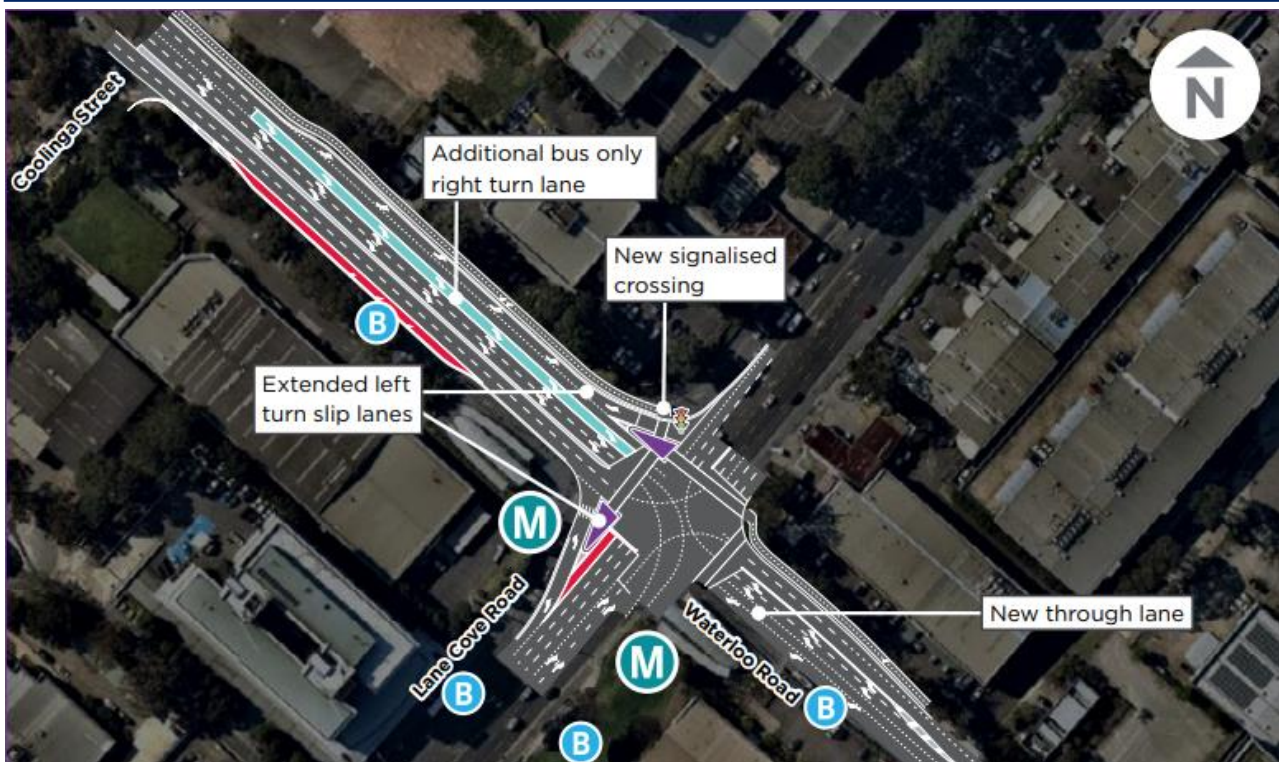 N
Coolinga Street
Additional bus only
right turn lane
New signalised
crossing
B
Extended left
turn slip lanes
M
New through lane
Lane Cove Road
Waterloo Road
M
B
B
B